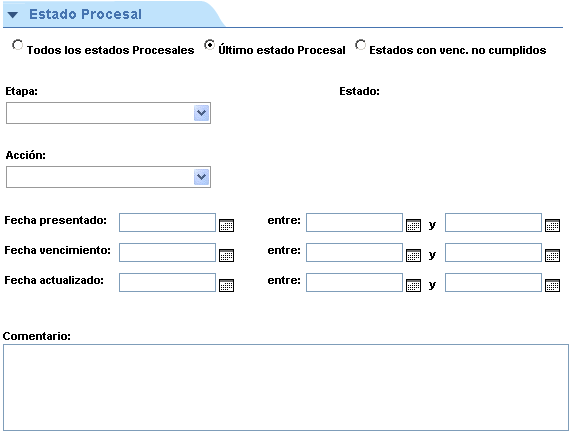 Estado Procesal
Todos los estados Procesales Último estado Procesal Estados con venc. no cumplidos
Etapa: Estado:
Acción:
Fecha presentado: entre: y
Fecha vencimiento: entre: y
Fecha actualizado: entre: y
Comentario: